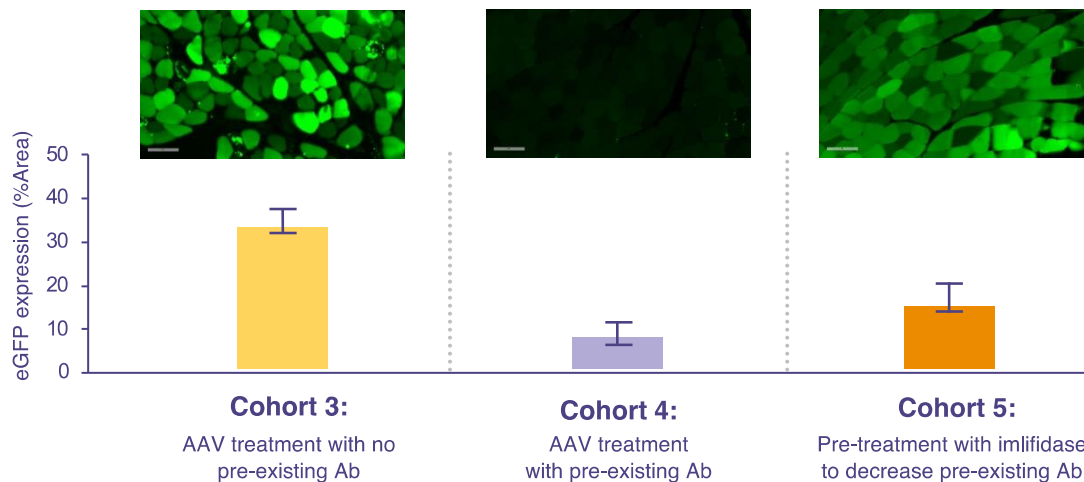 eGFP expression (%Area)
50
40
30
20
10
0
Cohort 3:
AAV treatment with no
pre-existing Ab
Cohort 4:
AAV treatment
with pre-existing Ab
Cohort 5:
Pre-treatment with imlifidase
to decrease pre-existing Ab